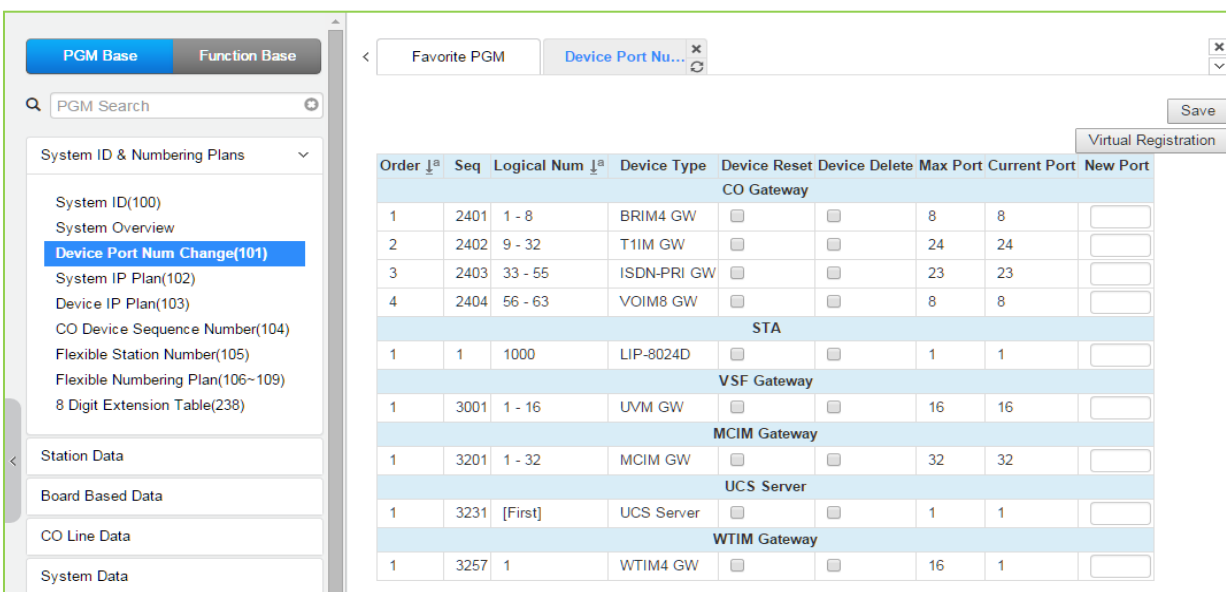 PGM Base Function Base
PGM Search
System ID & Numbering Plans
System ID(100)
System Overview
Device Port Num Change(101)
System IP Plan(102)
Device IP Plan(103)
CO Device Sequence Number(104)
Flexible Station Number(105)
Flexible Numbering Plan(106~109)
8 Digit Extension Table(238)
Station Data
Board Based Data
CO Line Data
System Data
Favorite PGM Device Port Nu...
Save
Virtual Registration
Order Seq Logical Num Device Type Device Reset Device Delete Max Port Current Port New Port
CO Gateway
1 2401 1 - 8 BRIM4 GW 8 8
2 2402 9 - 32 T1IM GW 24 24
3 2403 33 - 55 ISDN-PRI GW 23 23
4 2404 56 - 63 VOIM8 GW 8 8
STA
1 1 1000 LIP-8024D 1 1
VSF Gateway
1 3001 1 - 16 UVM GW 16 16
MCIM Gateway
1 3201 1 - 32 MCIM GW 32 32
UCS Server
1 3231 [First] UCS Server 1 1
WTIM Gateway
1 3257 1 WTIM4 GW 16 1